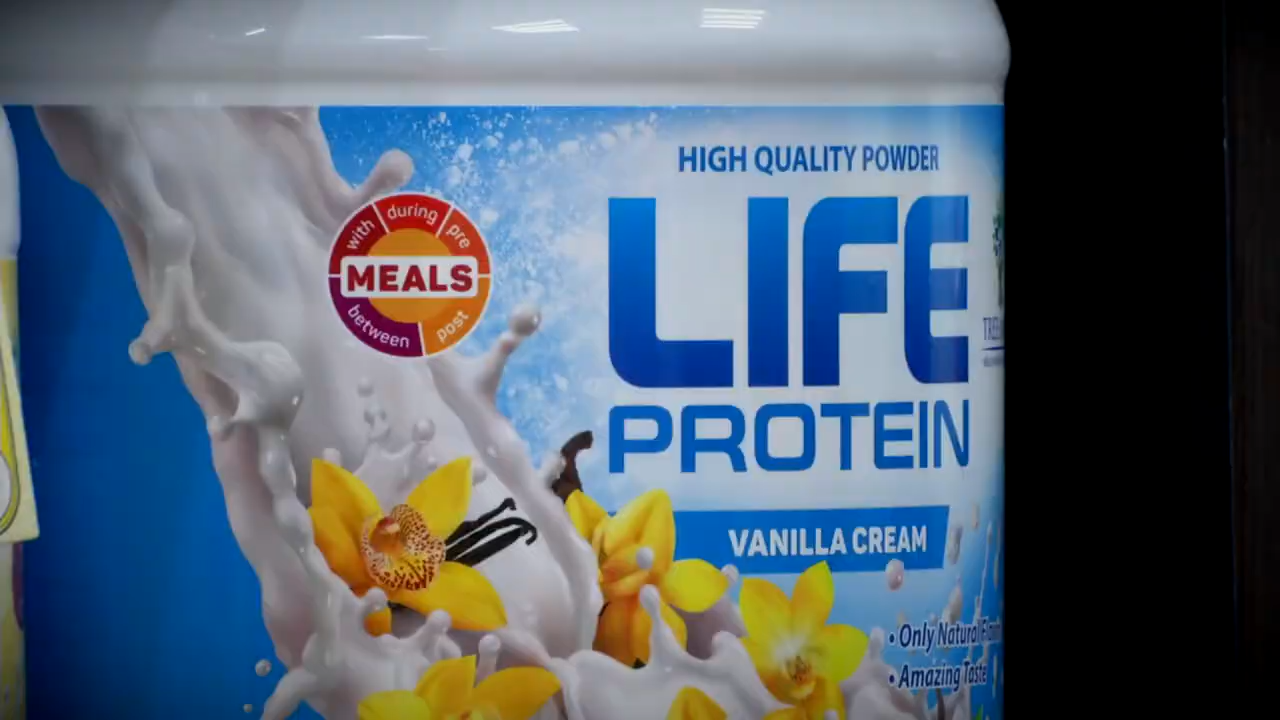 HIGH QUALITY POWDER
LIFE
PROTEIN
VANILLA CREAM
with during pre
MEALS
between post
• Only Natural
• Amazing Taste